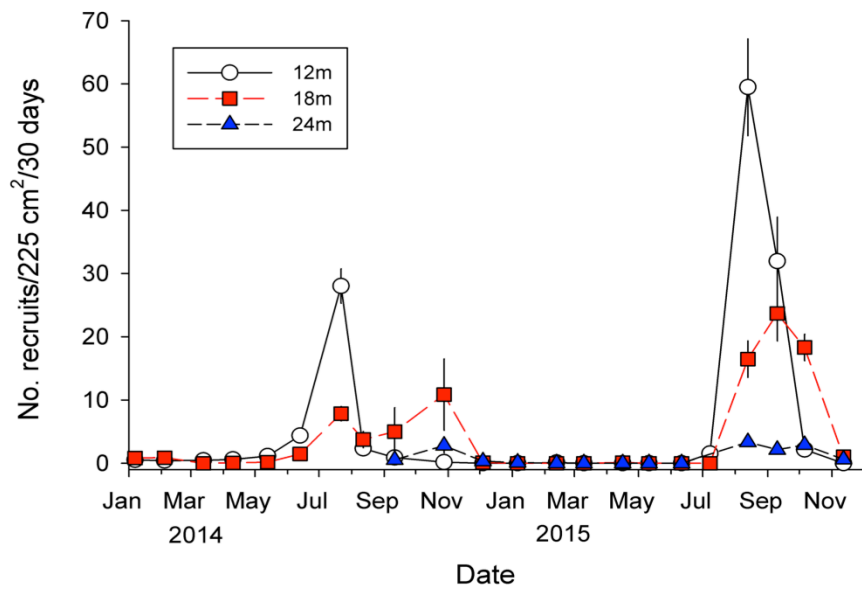 70
60
50
40
30
20
10
0
No. recruits/225 cm²/30 days
12m
18m
24m
Jan Mar May Jul Sep Nov Jan Mar May Jul Sep Nov
2014 2015
Date